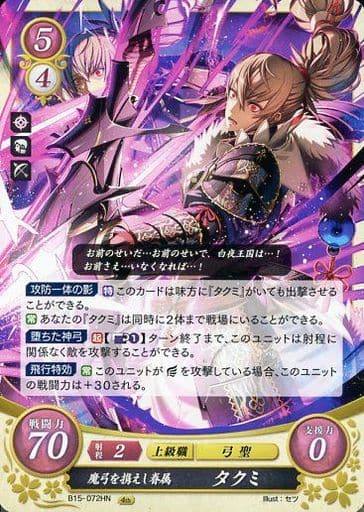 5
4
お前のせいだ…お前のせいで、白夜王国は…!
お前さえ…いなくなれば…!
攻防一体の影 特 このカードは味方に『タクミ』がいても出撃させる
ことができる。
常 あなたの『タクミ』は同時に2体まで戦場にいることができる。
堕ちた神弓 起【1】ターン終了まで、このユニットは射程
に関係なく敵を攻撃することができる。
飛行特効 常 このユニットが を攻撃している場合、このユニット
の戦闘力は+30される。
戦闘力
70
射程 2 上級職 弓聖
支援力
0
魔弓を携えし眷属 タクミ
B15-072HN 4th Illust:セツ